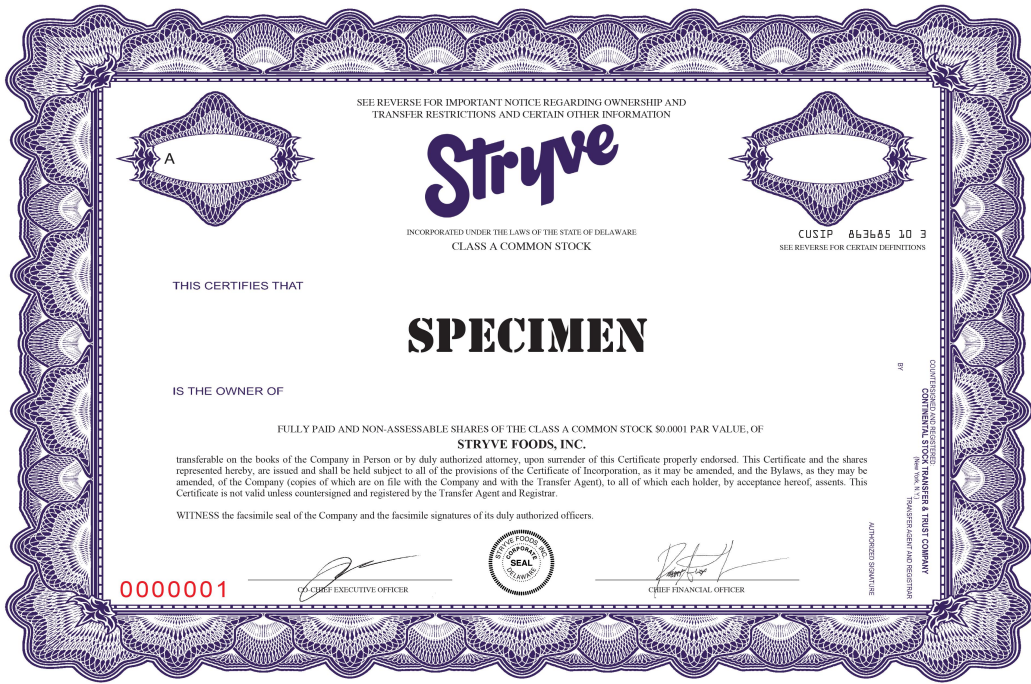 SEE REVERSE FOR IMPORTANT NOTICE REGARDING OWNERSHIP AND
TRANSFER RESTRICTIONS AND CERTAIN OTHER INFORMATION
A
Stryve
INCORPORATED UNDER THE LAWS OF THE STATE OF DELAWARE
CLASS A COMMON STOCK
CUSIP 863685 10 3
SEE REVERSE FOR CERTAIN DEFINITIONS
THIS CERTIFIES THAT
SPECIMEN
IS THE OWNER OF
FULLY PAID AND NON-ASSESSABLE SHARES OF THE CLASS A COMMON STOCK $0.0001 PAR VALUE, OF
STRYVE FOODS, INC.
transferable on the books of the Company in Person or by duly authorized attorney, upon surrender of this Certificate properly endorsed. This Certificate and the shares
represented hereby, are issued and shall be held subject to all of the provisions of the Certificate of Incorporation, as it may be amended, and the Bylaws, as they may be
amended, of the Company (copies of which are on file with the Company and with the Transfer Agent), to all of which each holder, by acceptance hereof, assents. This
Certificate is not valid unless countersigned and registered by the Transfer Agent and Registrar.
WITNESS the facsimile seal of the Company and the facsimile signatures of its duly authorized officers.
0000001
CO-CHIEF EXECUTIVE OFFICER
STRYVE FOODS, INC.
CORPORATE
SEAL
DELAWARE
CHIEF FINANCIAL OFFICER
COUNTERSIGNED AND REGISTERED:
CONTINENTAL STOCK TRANSFER & TRUST COMPANY
(New York, N.Y.)
TRANSFER AGENT AND REGISTRAR
BY
AUTHORIZED SIGNATURE